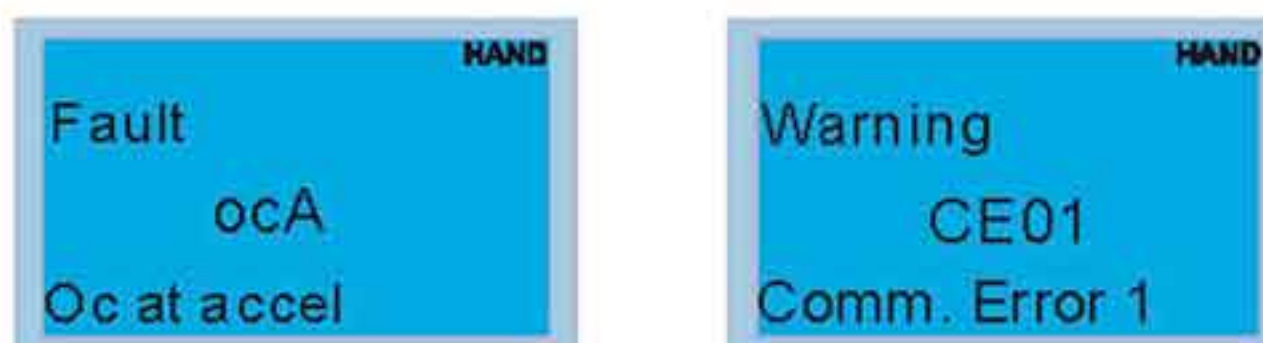 HAND
Fault
ocA
Oc at accel
HAND
Warning
CE01
Comm. Error 1